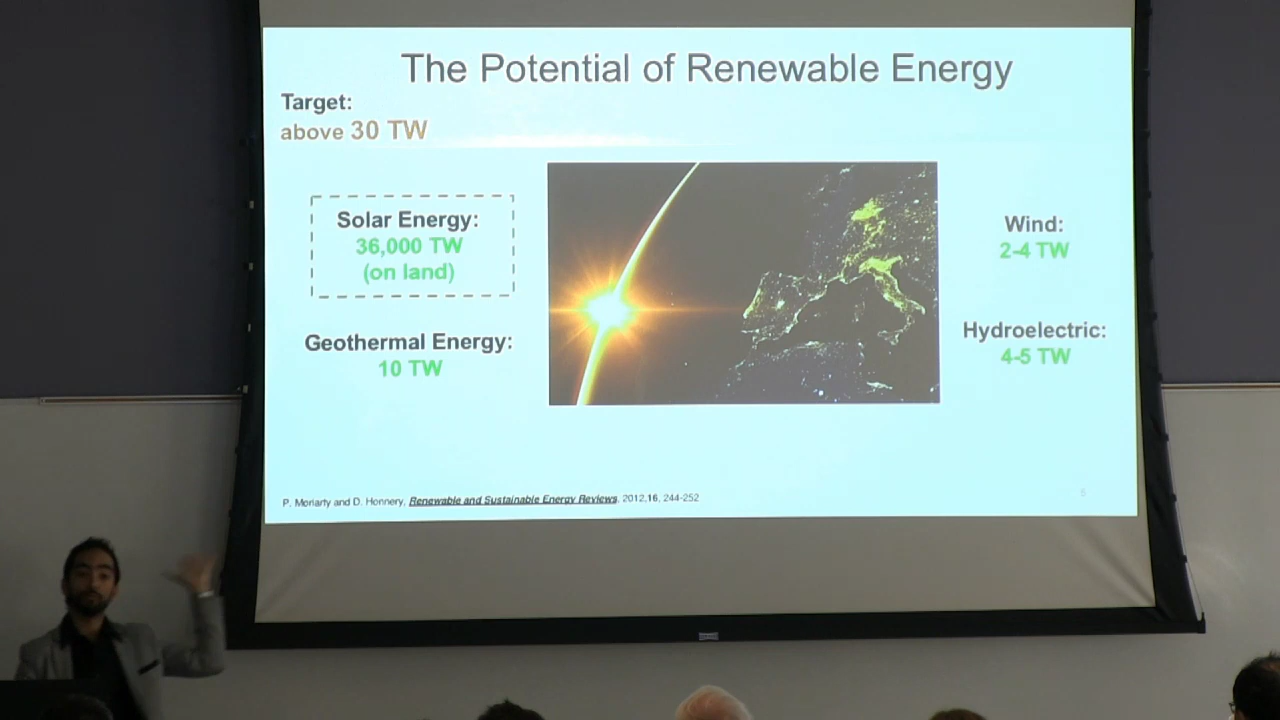 The Potential of Renewable Energy
Target:
above 30 TW
Solar Energy:
36,000 TW
(on land)
Geothermal Energy:
10 TW
Wind:
2-4 TW
Hydroelectric:
4-5 TW
P. Moriarty and D. Honnery, Renewable and Sustainable Energy Reviews, 2012,16, 244-252
5